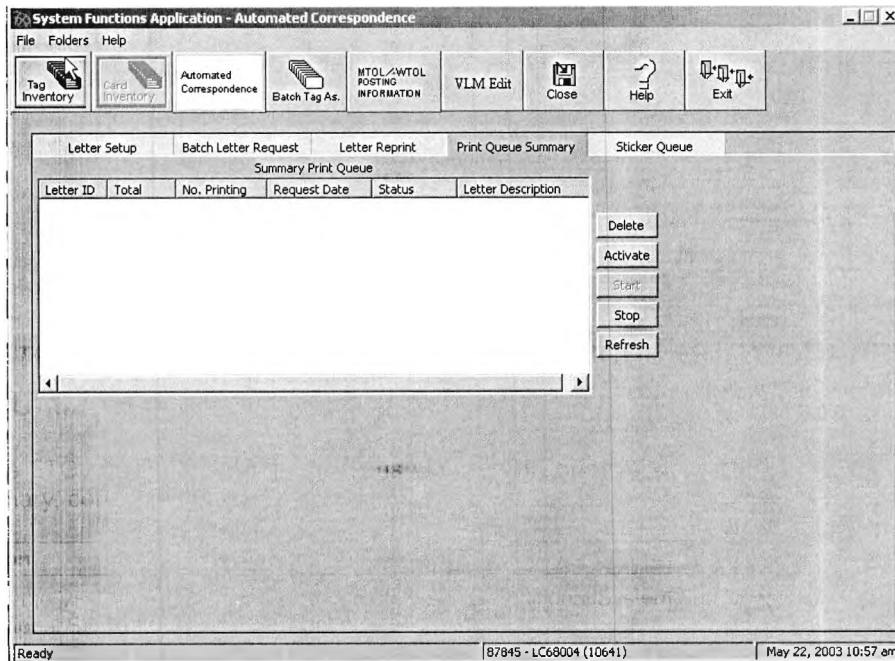 System Functions Application - Automated Correspondence
File Folders Help
Tag Inventory
Card Inventory
Automated Correspondence
Batch Tag As.
MTOL/WTOL POSTING INFORMATION
VLM Edit
Close
Help
Exit
Letter Setup Batch Letter Request Letter Reprint Print Queue Summary Sticker Queue
Summary Print Queue
Letter ID Total No. Printing Request Date Status Letter Description
Delete
Activate
Start
Stop
Refresh
Ready 87845 - LC68004 (10641) May 22, 2003 10:57 am